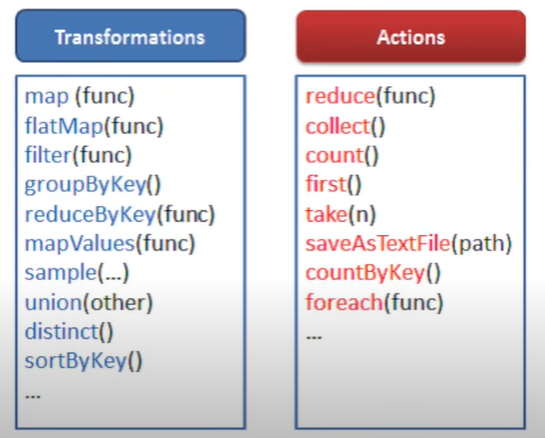 Transformations
map (func)
flatMap(func)
filter(func)
groupByKey()
reduceByKey(func)
mapValues(func)
sample(...)
union(other)
distinct()
sortByKey()
...
Actions
reduce(func)
collect()
count()
first()
take(n)
saveAsTextFile(path)
countByKey()
foreach(func)
...